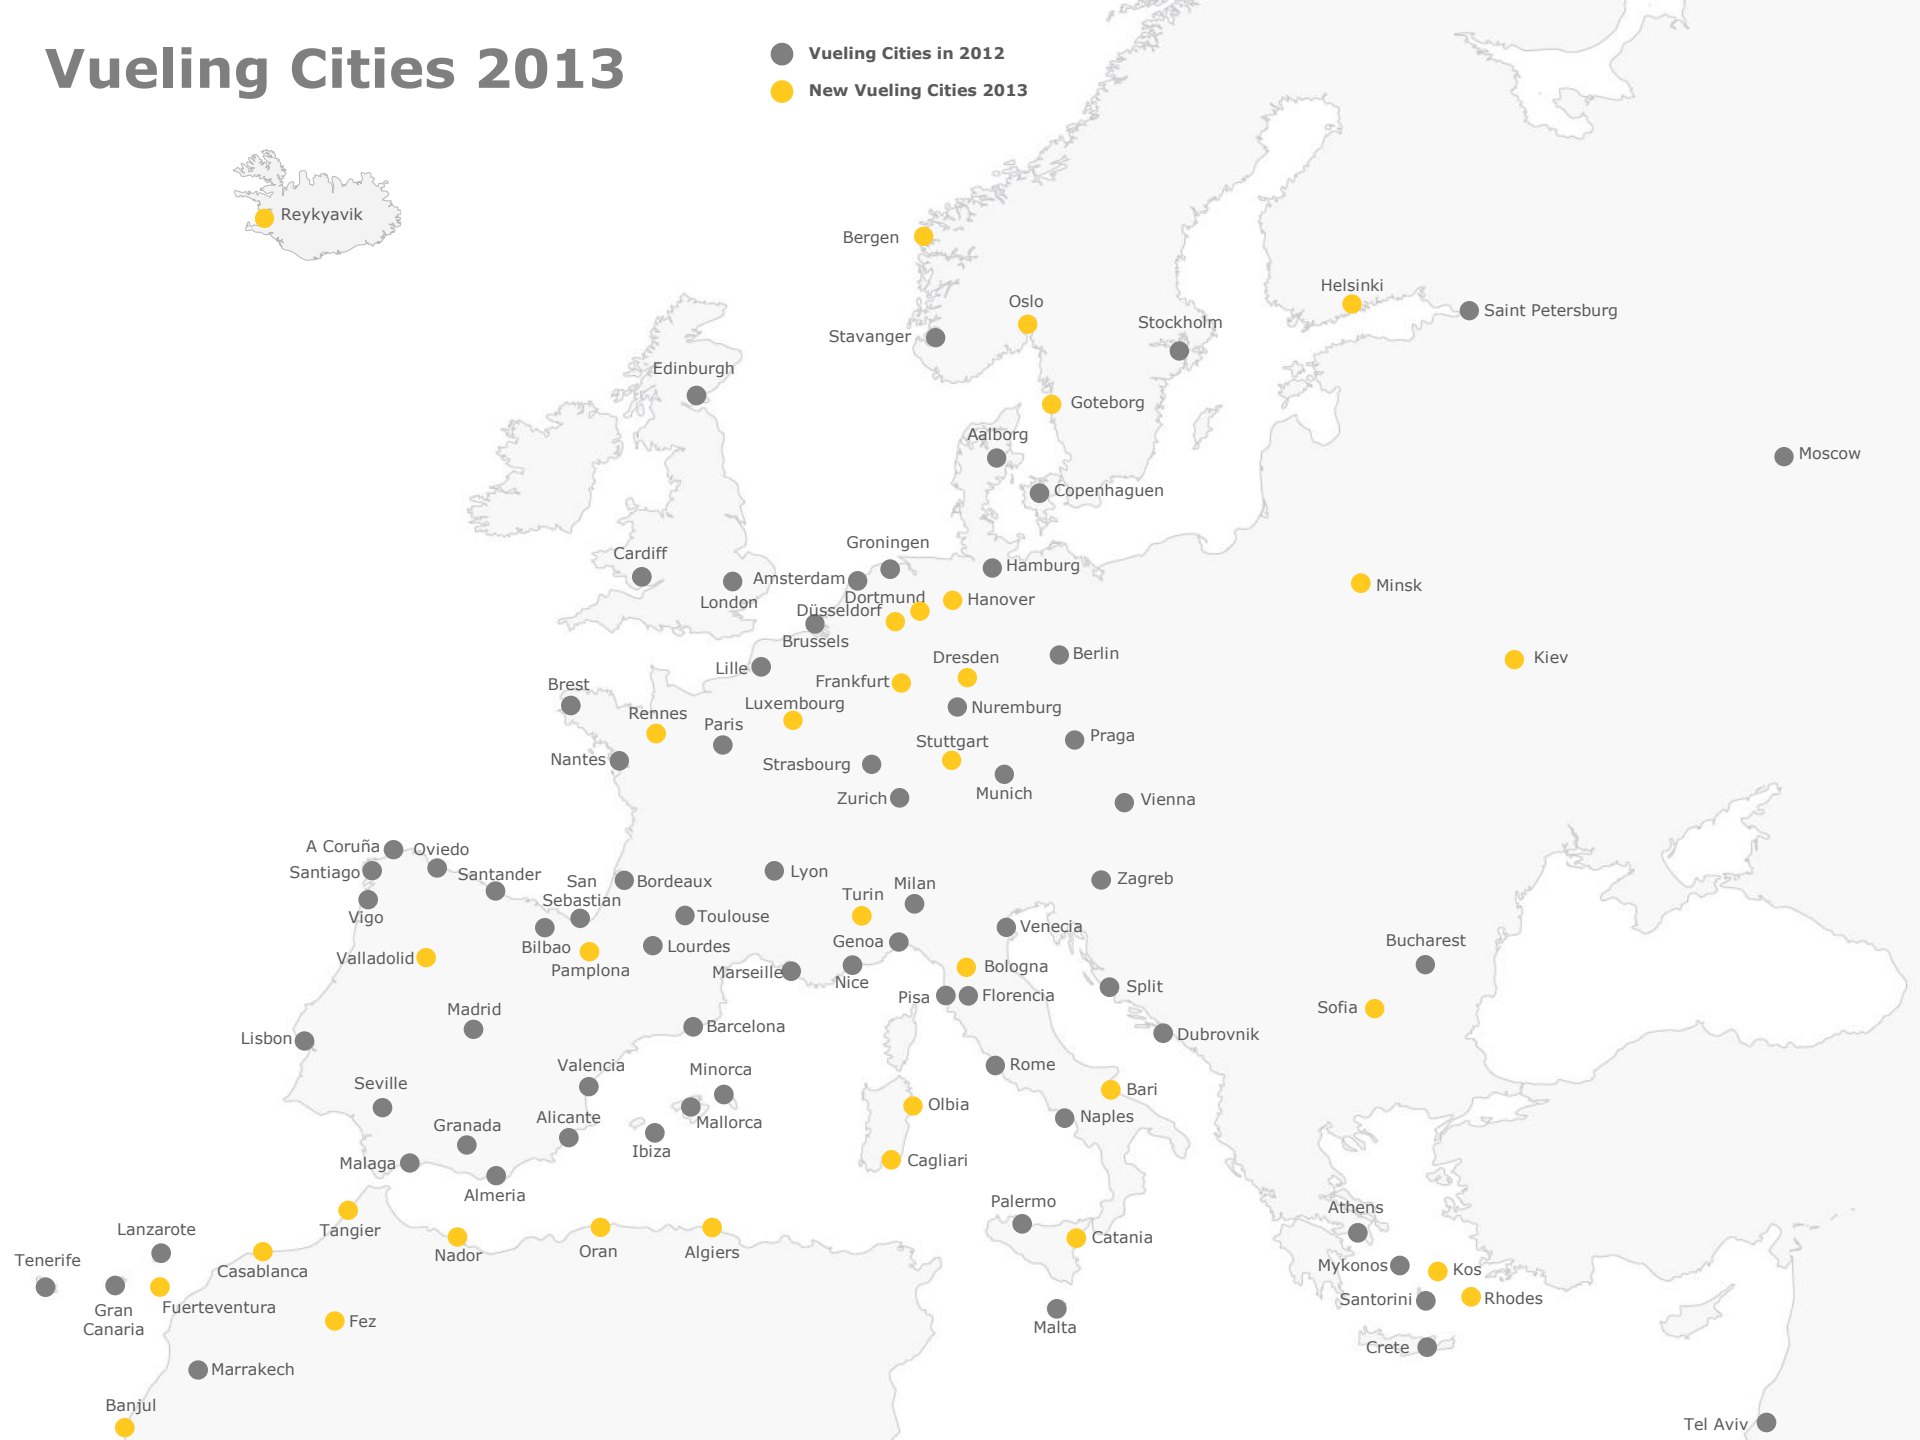 Vueling Cities 2013
Vueling Cities in 2012
New Vueling Cities 2013
Reykyavik
Bergen
Helsinki
Oslo
Saint Petersburg
Stockholm
Stavanger
Edinburgh
Goteborg
Aalborg
Moscow
Copenhaguen
Groningen
Cardiff
Hamburg
Amsterdam
Minsk
Dortmund
Hanover
London
Düsseldorf
Brussels
Berlin
Dresden
Kiev
Lille
Frankfurt
Brest
Luxembourg
Nuremburg
Rennes
Paris
Praga
Stuttgart
Nantes
Strasbourg
Munich
Zurich
Vienna
A Coruña
Oviedo
Santiago
Santander
Lyon
Zagreb
San
Sebastian
Bordeaux
Milan
Turin
Vigo
Toulouse
Venecia
Genoa
Bucharest
Bilbao
Lourdes
Valladolid
Pamplona
Marseille
Bologna
Nice
Split
Pisa
Florencia
Madrid
Sofia
Barcelona
Lisbon
Dubrovnik
Valencia
Rome
Minorca
Seville
Bari
Olbia
Alicante
Mallorca
Naples
Granada
Ibiza
Malaga
Cagliari
Almeria
Palermo
Athens
Lanzarote
Tangier
Catania
Nador
Oran
Algiers
Tenerife
Casablanca
Mykonos
Kos
Gran
Canaria
Fuerteventura
Santorini
Rhodes
Fez
Malta
Crete
Marrakech
Banjul
Tel Aviv